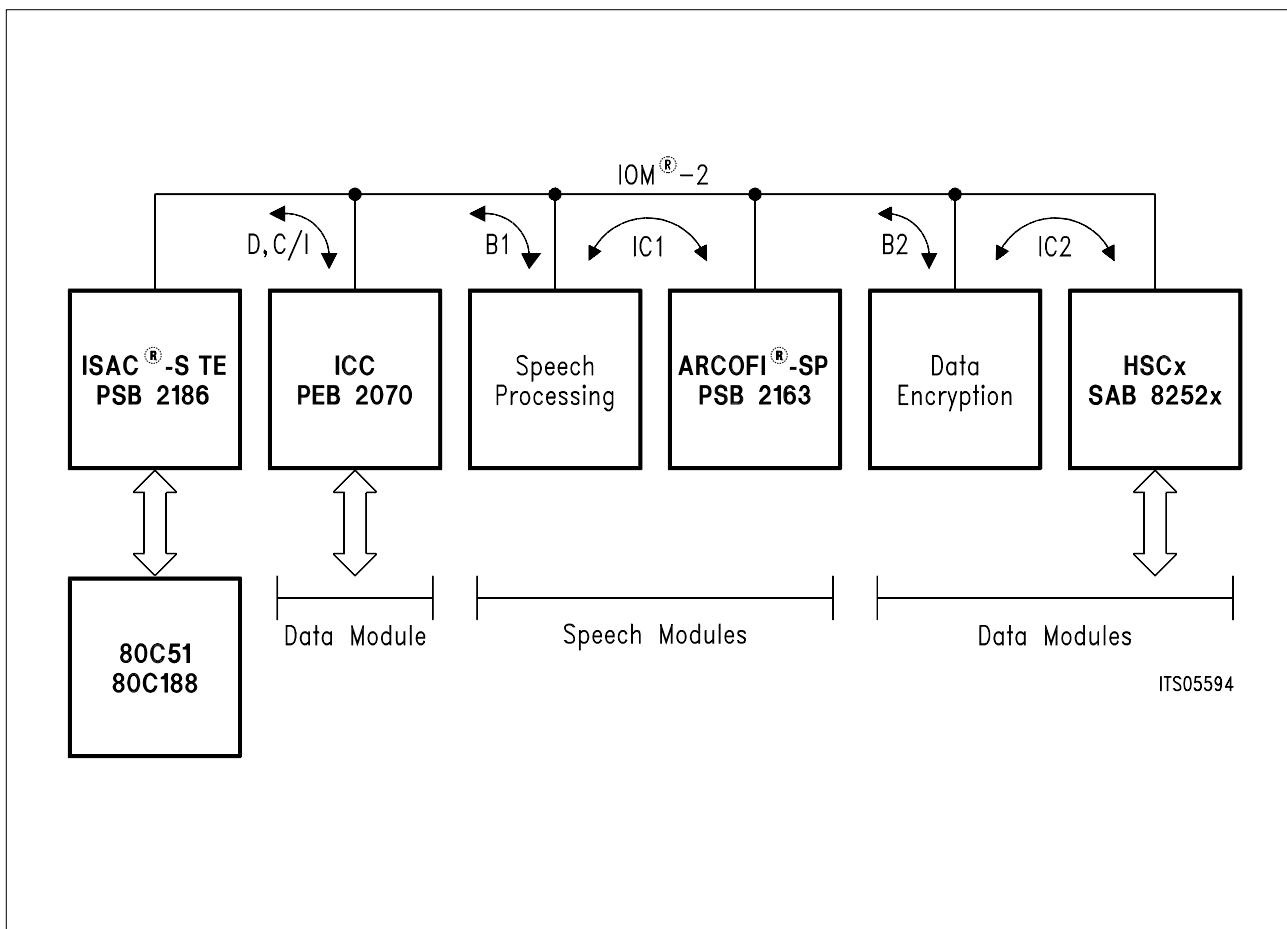 IOM®-2
D, C/I
B1
IC1
B2
IC2
ISAC®-S TE
PSB 2186
ICC
PEB 2070
Speech
Processing
ARCOFI®-SP
PSB 2163
Data
Encryption
HSCx
SAB 8252x
80C51
80C188
Data Module
Speech Modules
Data Modules
ITS05594